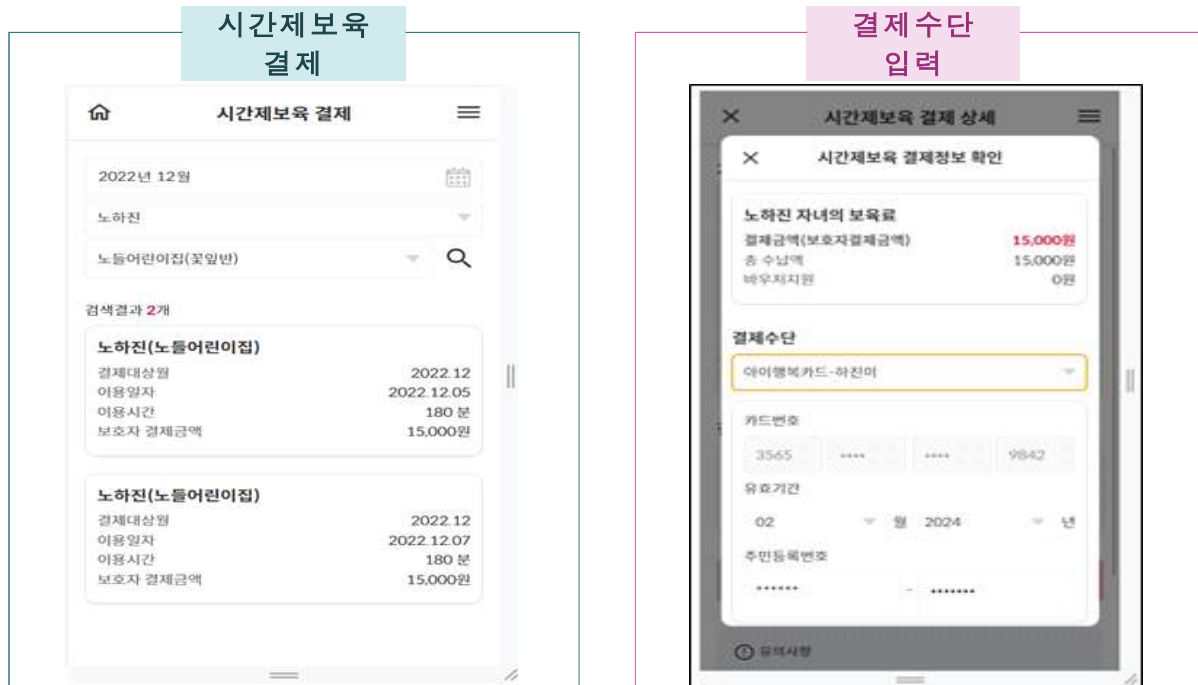 시간제보육
결제
시간제보육 결제
2022년 12월
노하진
노들어린이집(꽃잎반)
검색결과 2개
노하진(노들어린이집)
결제대상월 2022.12
이용일자 2022.12.05
이용시간 180 분
보호자 결제금액 15,000원
노하진(노들어린이집)
결제대상월 2022.12
이용일자 2022.12.07
이용시간 180 분
보호자 결제금액 15,000원
결제수단
입력
시간제보육 결제 상세
시간제보육 결제정보 확인
노하진 자녀의 보육료
결제금액(보호자결제금액) 15,000원
총 수납액 15,000원
바우처지원 0원
결제수단
아이행복카드-하진이
카드번호
3565 •••• •••• 9842
유효기간
02 월 2024 년
주민등록번호
•••••• - •••••••
유의사항